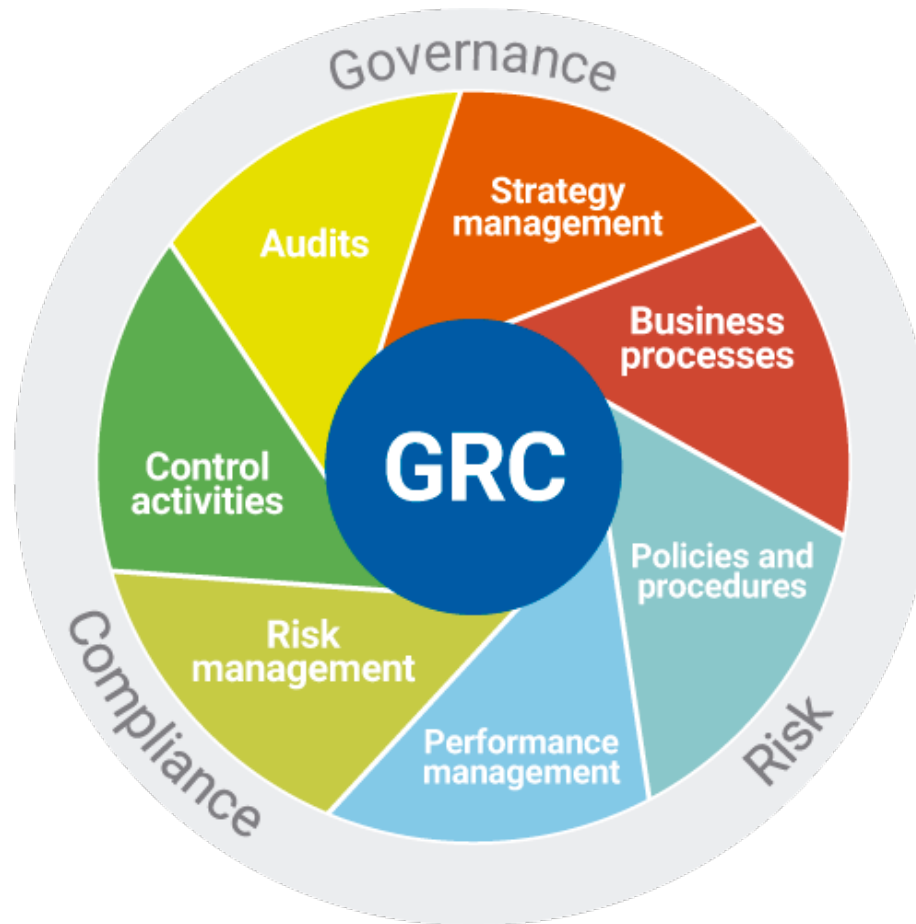 Governance
Strategy
management
Audits
Business
processes
GRC
Control
activities
Policies and
procedures
Risk
management
Performance
management
Compliance
Risk